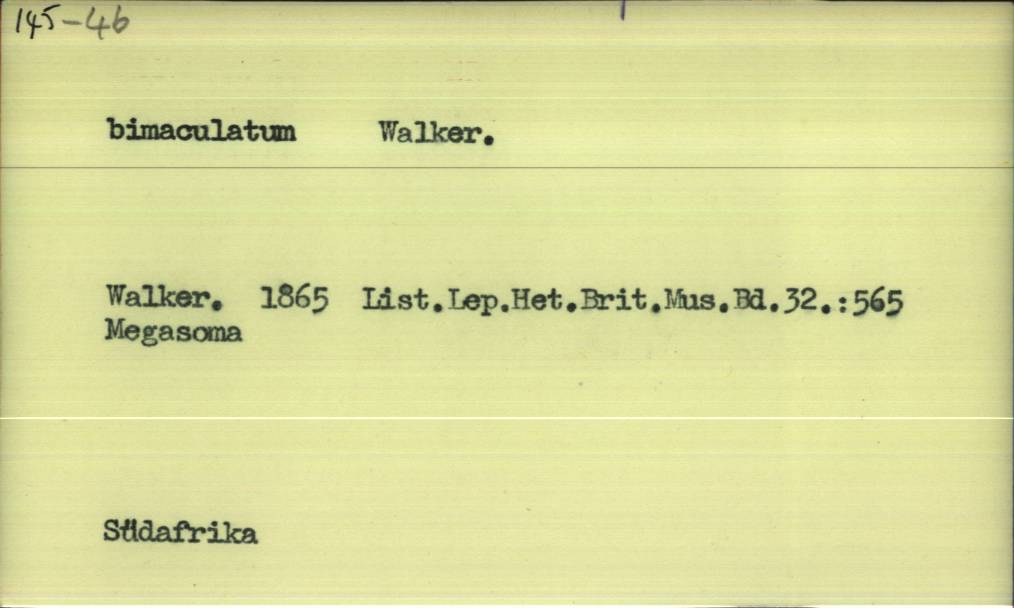 145-46
bimaculatum Walker.
Walker. 1865 List.Lep.Het.Brit.Mus.Bd.32.:565
Megasoma
Südafrika